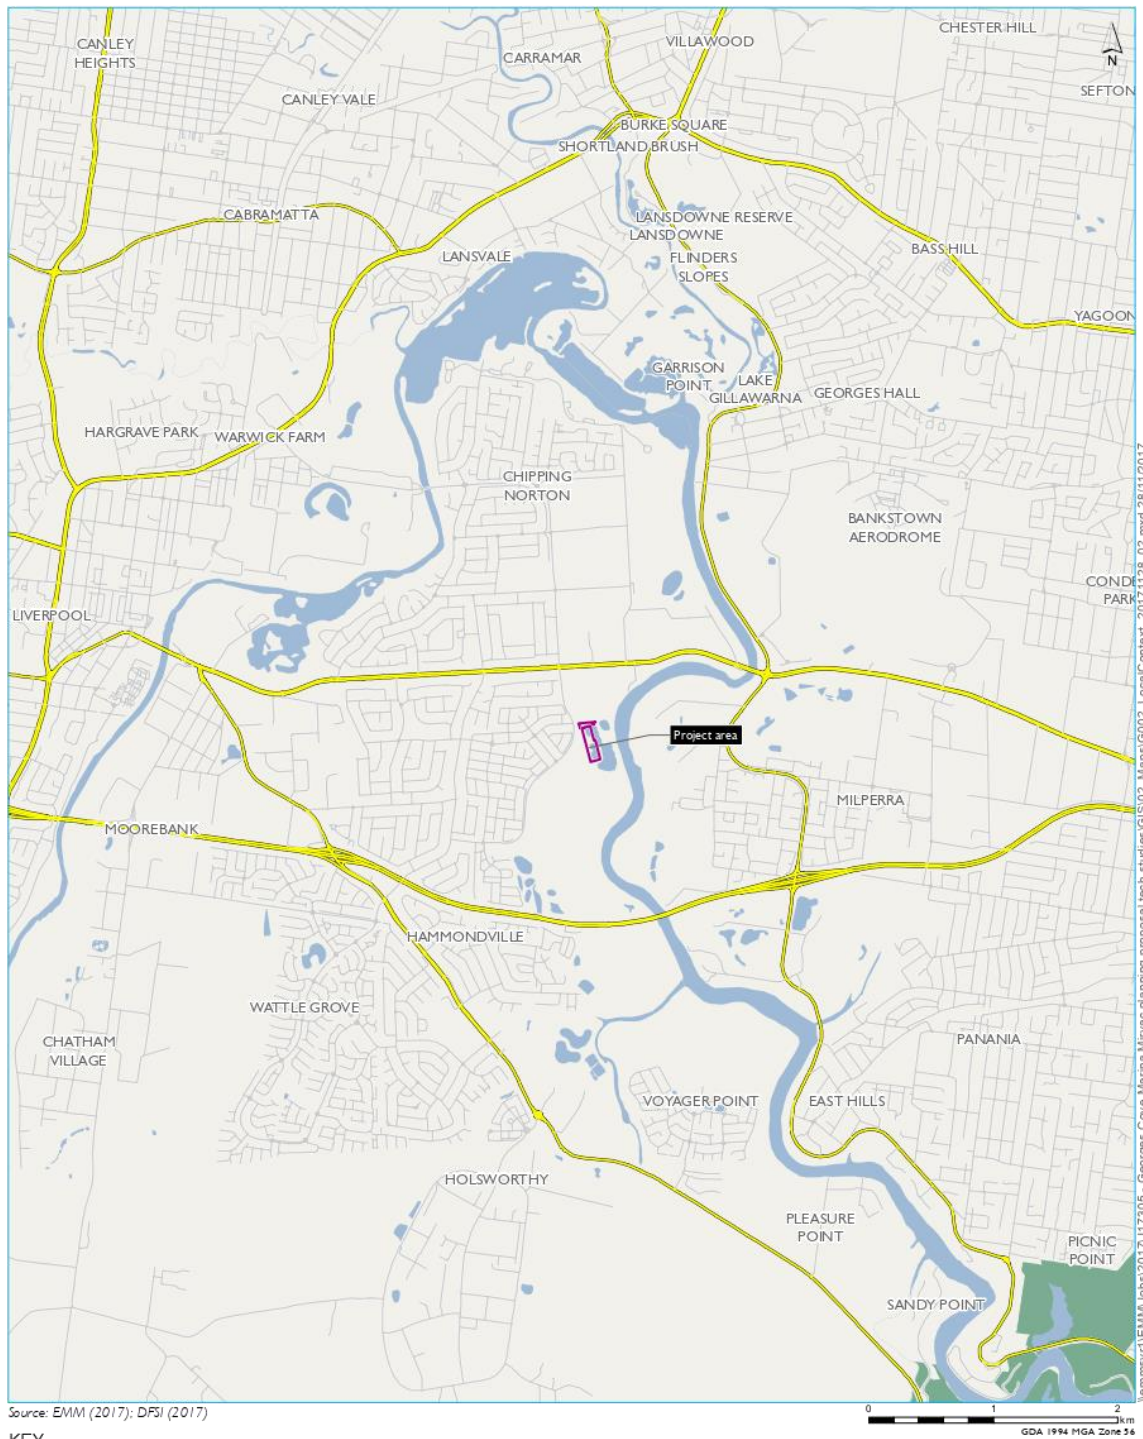 CHESTER HILL
CANLEY
HEIGHTS
VILLAWOOD
CARRAMAR
N
SEFTON
CANLEY VALE
BURKE SQUARE
SHORTLAND BRUSH
CABRAMATTA
LANSDOWNE RESERVE
LANSDOWNE
BASS HILL
LANSVALE
FLINDERS
SLOPES
YAGOON
GARRISON
POINT
LAKE
GILLAWARNA
GEORGES HALL
HARGRAVE PARK
WARWICK FARM
CHIPPING
NORTON
BANKSTOWN
AERODROME
CONDE
PARK
LIVERPOOL
Project area
MILPERRA
MOOREBANK
HAMMONDVILLE
WATTLE GROVE
CHATHAM
VILLAGE
PANANIA
VOYAGER POINT
EAST HILLS
HOLSWORTHY
PLEASURE
POINT
PICNIC
POINT
SANDY POINT
Source: EMM (2017); DFSI (2017)
0 1 2
km
GDA 1994 MGA Zone 56
KEY